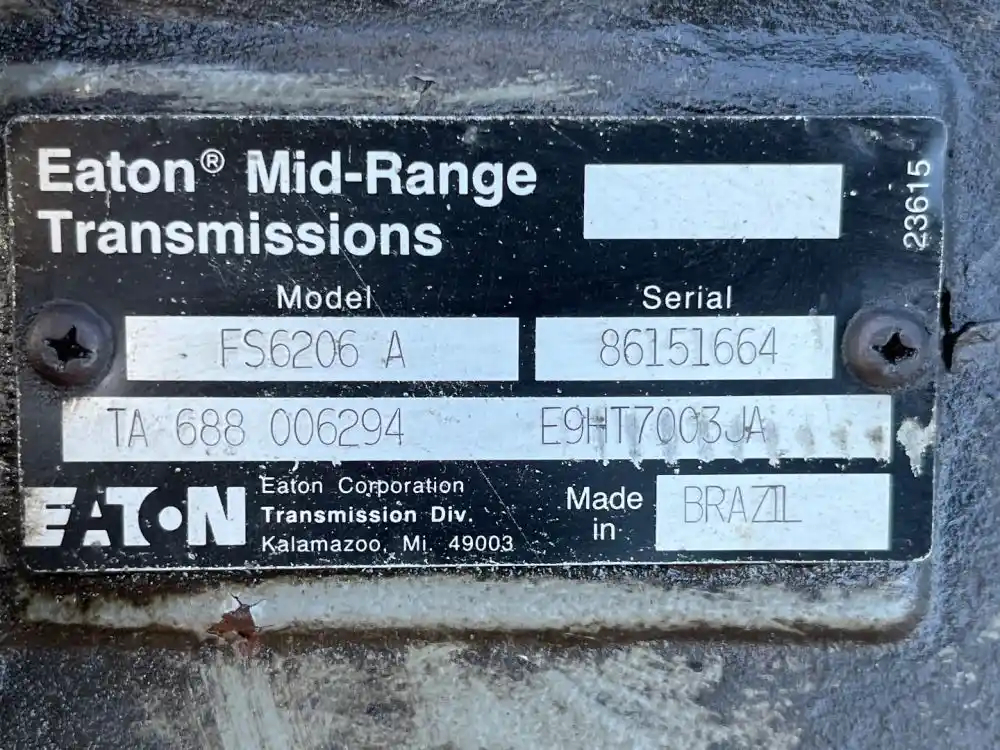 Eaton® Mid-Range
Transmissions
23615
Model
Serial
FS6206 A
86151664
TA 688 006294 E9HT7003JA
EATON
Eaton Corporation
Transmission Div.
Kalamazoo, Mi 49003
Made
in
BRAZIL